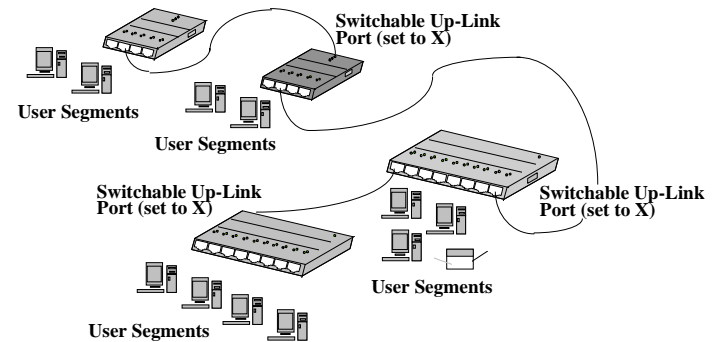 Switchable Up-Link
Port (set to X)
User Segments
User Segments
Switchable Up-Link
Port (set to X)
Switchable Up-Link
Port (set to X)
User Segments
User Segments